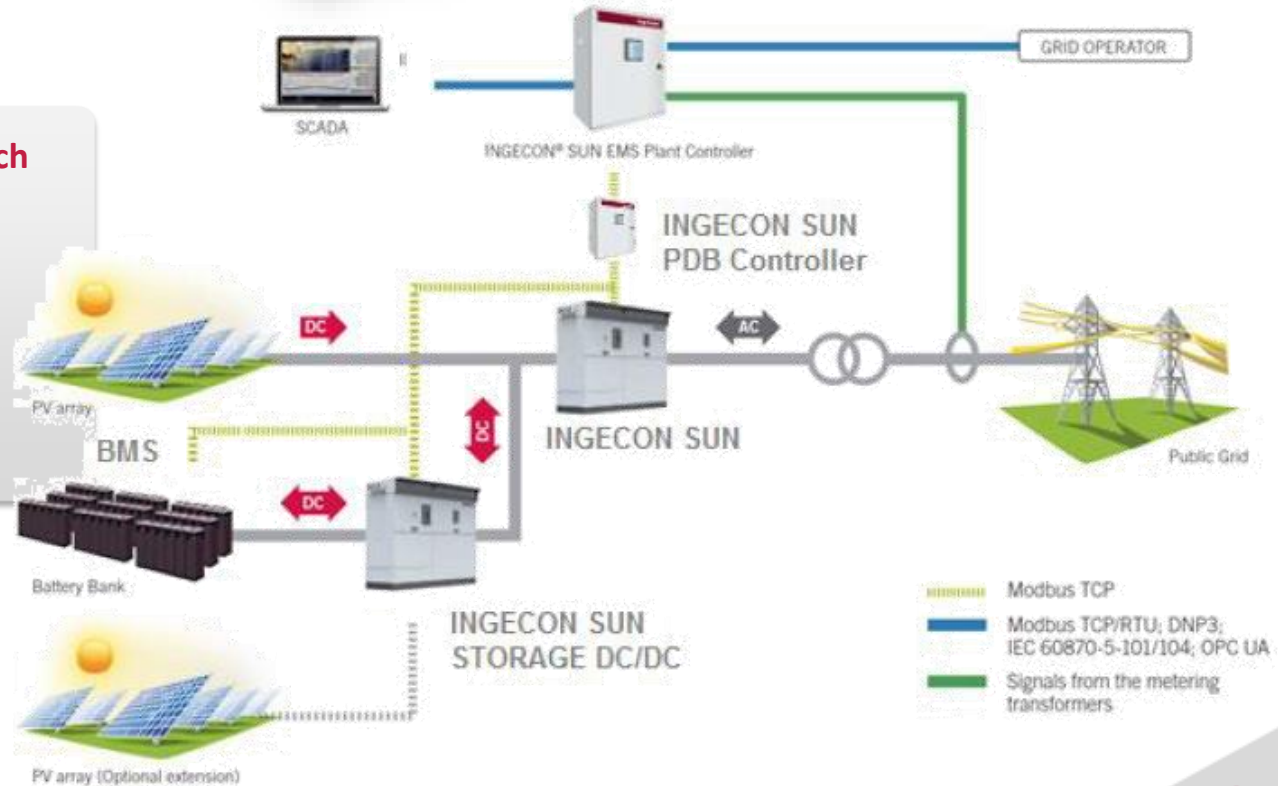 GRID OPERATOR
SCADA
INGECON® SUN EMS Plant Controller
ch
INGECON SUN
PDB Controller
DC
AC
PV array
DC
INGECON SUN
BMS
Public Grid
DC
Battery Bank
INGECON SUN
STORAGE DC/DC
PV array (Optional extension)
Modbus TCP
Modbus TCP/RTU; DNP3;
IEC 60870-5-101/104; OPC UA
Signals from the metering
transformers